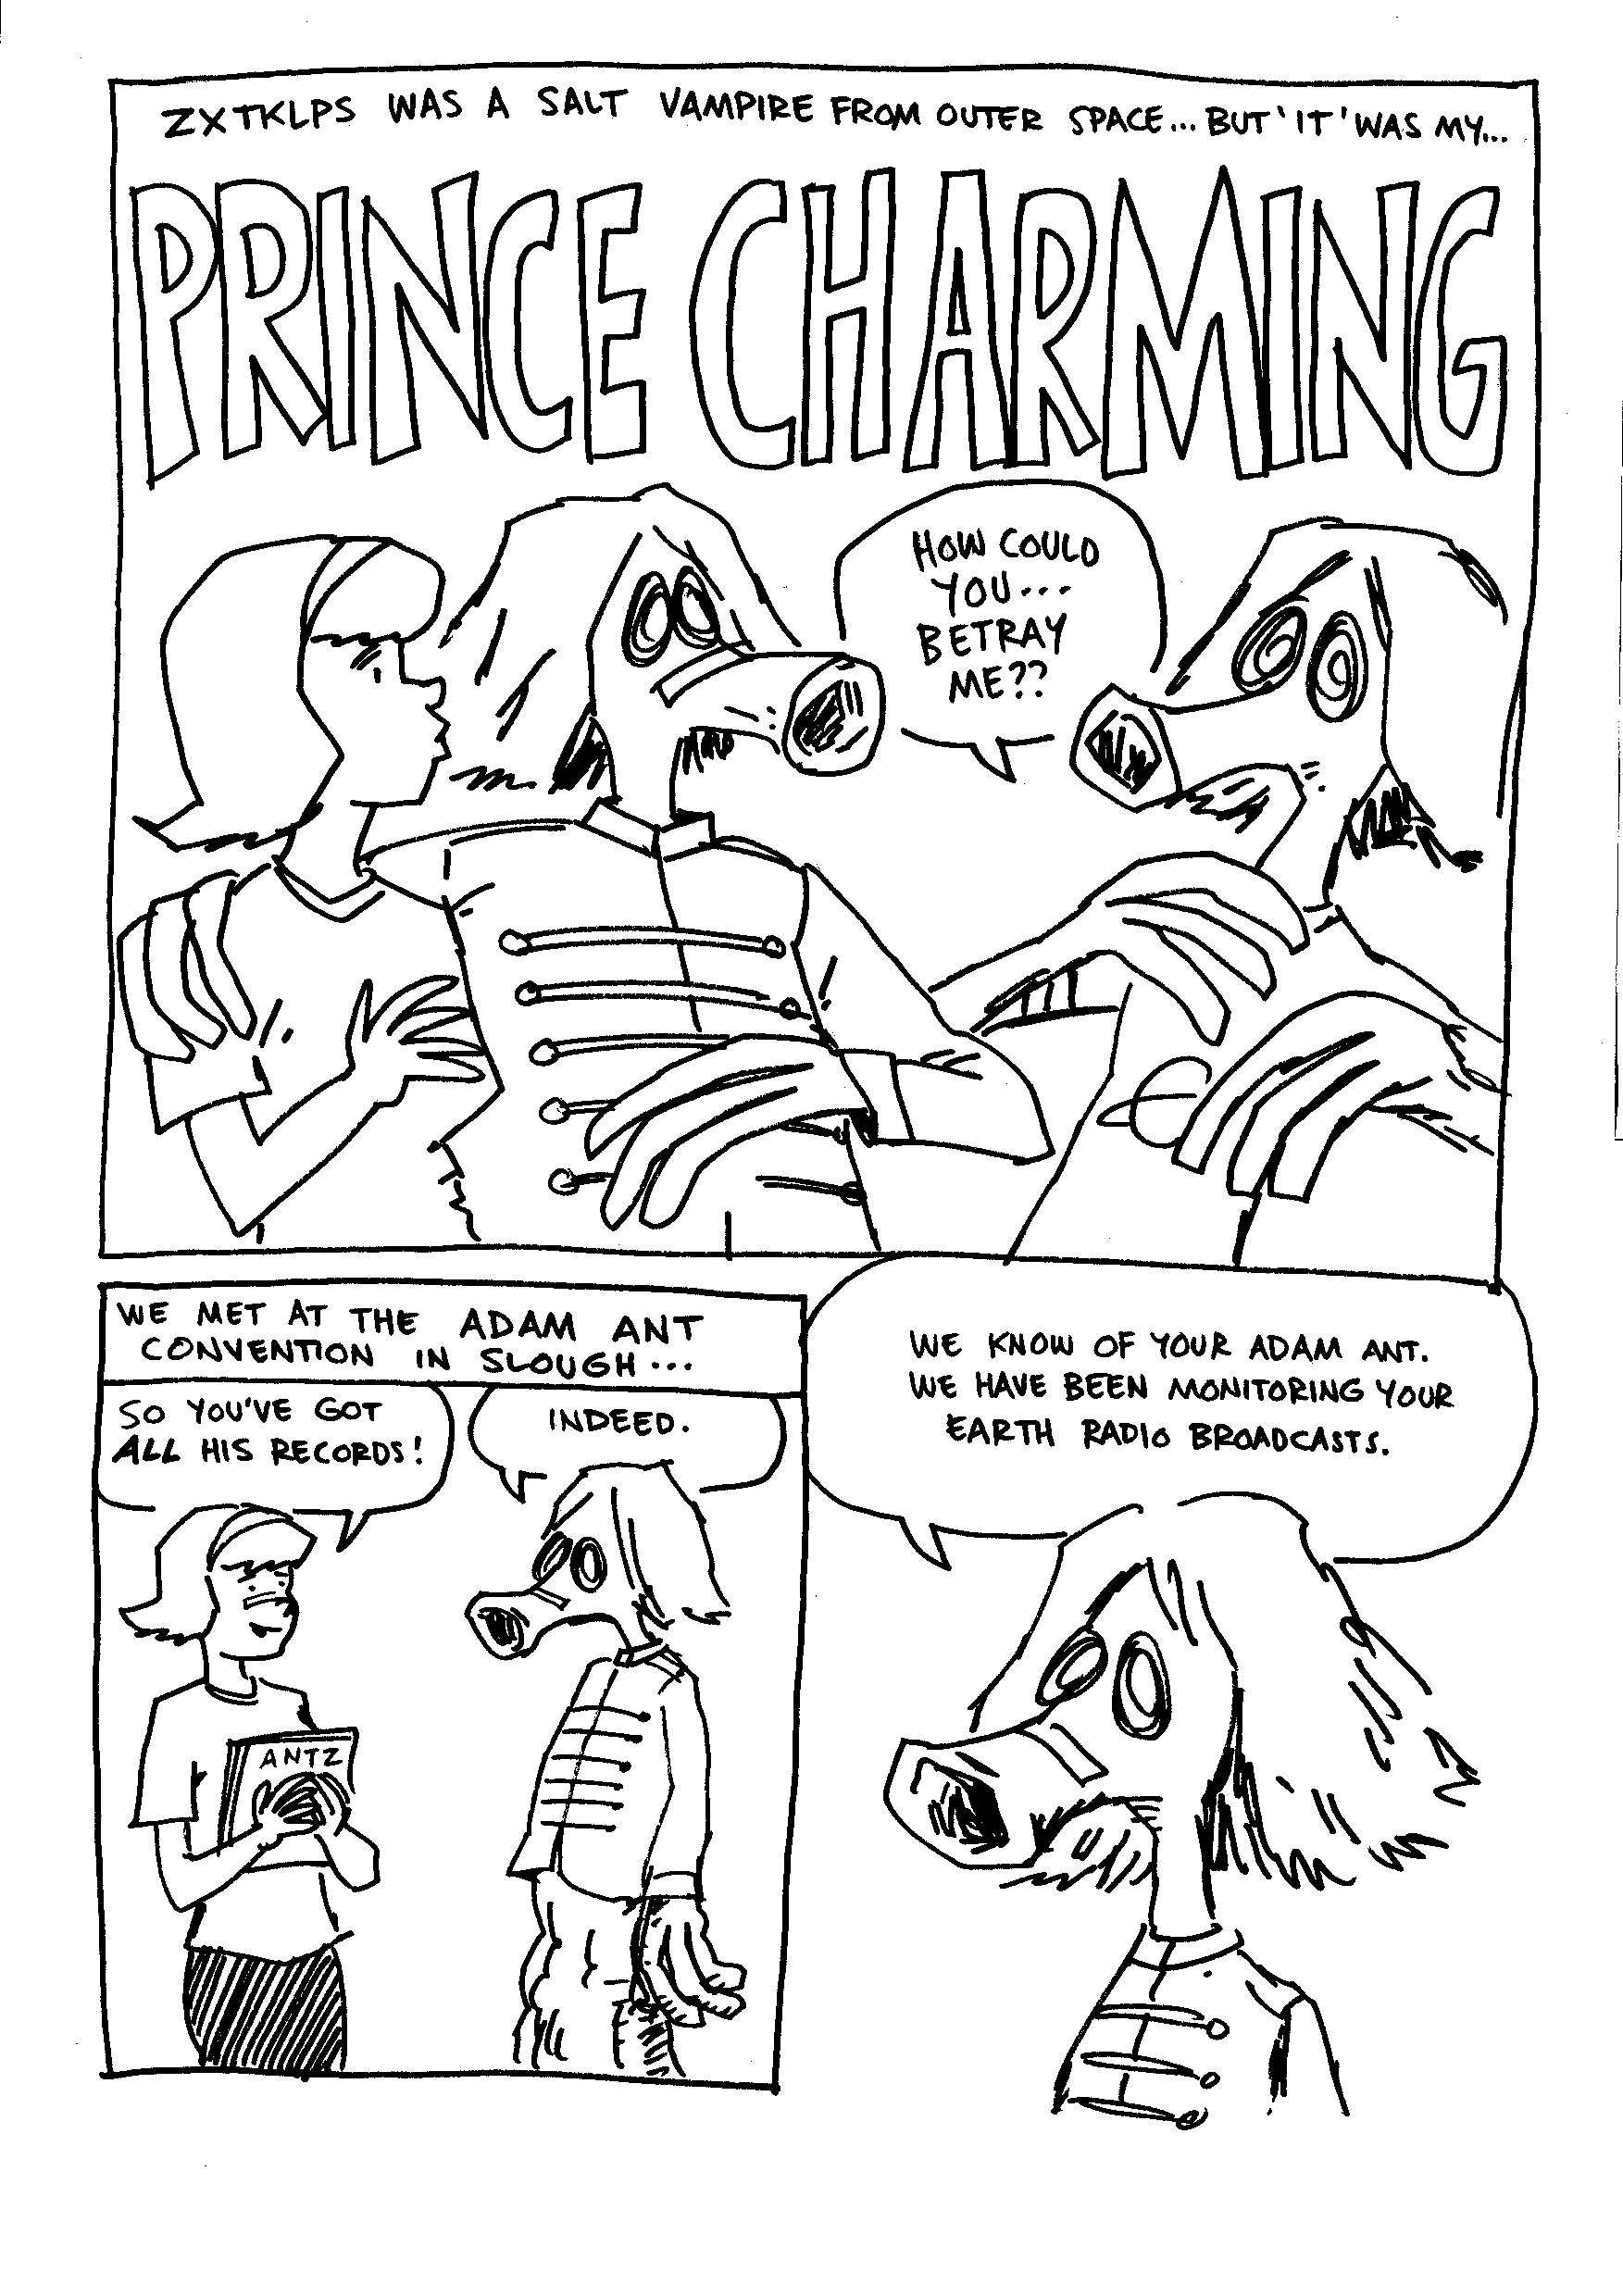 ZXTKLPS WAS A SALT VAMPIRE FROM OUTER SPACE... BUT 'IT' WAS MY...
PRINCE CHARMING
HOW COULD
YOU...
BETRAY
ME??
WE MET AT THE ADAM ANT
CONVENTION IN SLOUGH...
SO YOU'VE GOT
ALL HIS RECORDS!
INDEED.
ANTZ
WE KNOW OF YOUR ADAM ANT.
WE HAVE BEEN MONITORING YOUR
EARTH RADIO BROADCASTS.